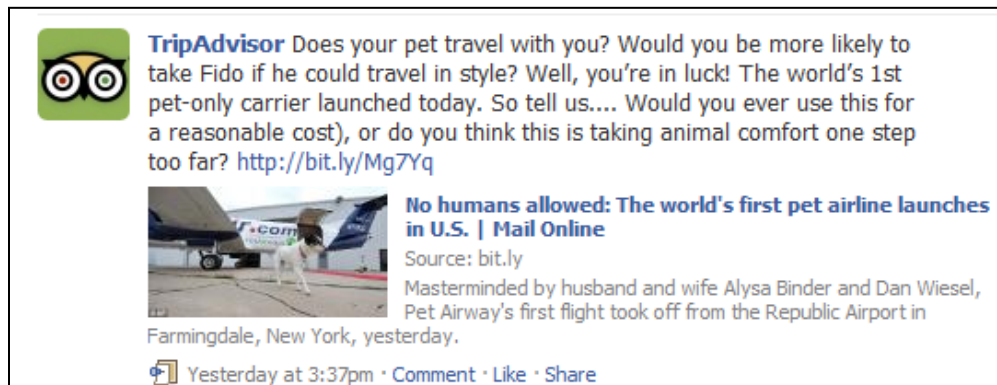 TripAdvisor Does your pet travel with you? Would you be more likely to
take Fido if he could travel in style? Well, you’re in luck! The world’s 1st
pet-only carrier launched today. So tell us.... Would you ever use this for
a reasonable cost), or do you think this is taking animal comfort one step
too far? http://bit.ly/Mg7Yq
No humans allowed: The world's first pet airline launches
in U.S. | Mail Online
Source: bit.ly
Masterminded by husband and wife Alysa Binder and Dan Wiesel,
Pet Airway's first flight took off from the Republic Airport in
Farmingdale, New York, yesterday.
Yesterday at 3:37pm · Comment · Like · Share